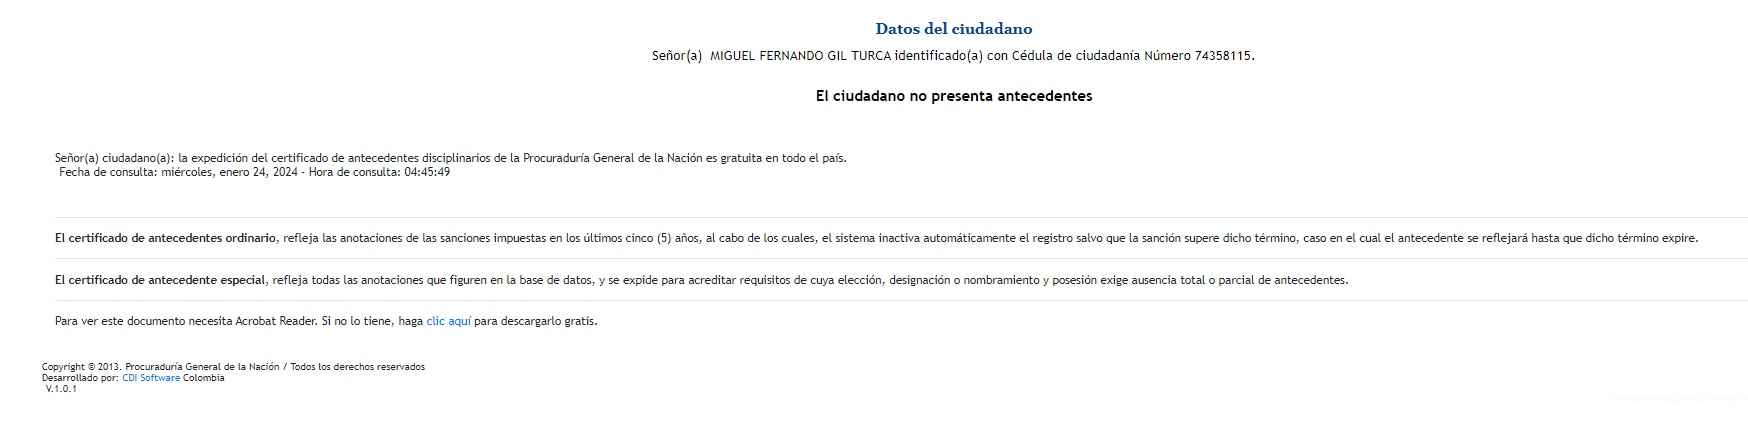 Datos del ciudadano
Señor(a) MIGUEL FERNANDO GIL TURCA identificado(a) con Cédula de ciudadanía Número 74358115.
El ciudadano no presenta antecedentes
Señor(a) ciudadano(a): la expedición del certificado de antecedentes disciplinarios de la Procuraduría General de la Nación es gratuita en todo el país.
Fecha de consulta: miércoles, enero 24, 2024 - Hora de consulta: 04:45:49
El certificado de antecedentes ordinario, refleja las anotaciones de las sanciones impuestas en los últimos cinco (5) años, al cabo de los cuales, el sistema inactiva automáticamente el registro salvo que la sanción supere dicho término, caso en el cual el antecedente se reflejará hasta que dicho término expire.
El certificado de antecedente especial, refleja todas las anotaciones que figuren en la base de datos, y se expide para acreditar requisitos de cuya elección, designación o nombramiento y posesión exige ausencia total o parcial de antecedentes.
Para ver este documento necesita Acrobat Reader. Si no lo tiene, haga clic aquí para descargarlo gratis.
Copyright © 2013. Procuraduría General de la Nación / Todos los derechos reservados
Desarrollado por: CDI Software Colombia
V.1.0.1